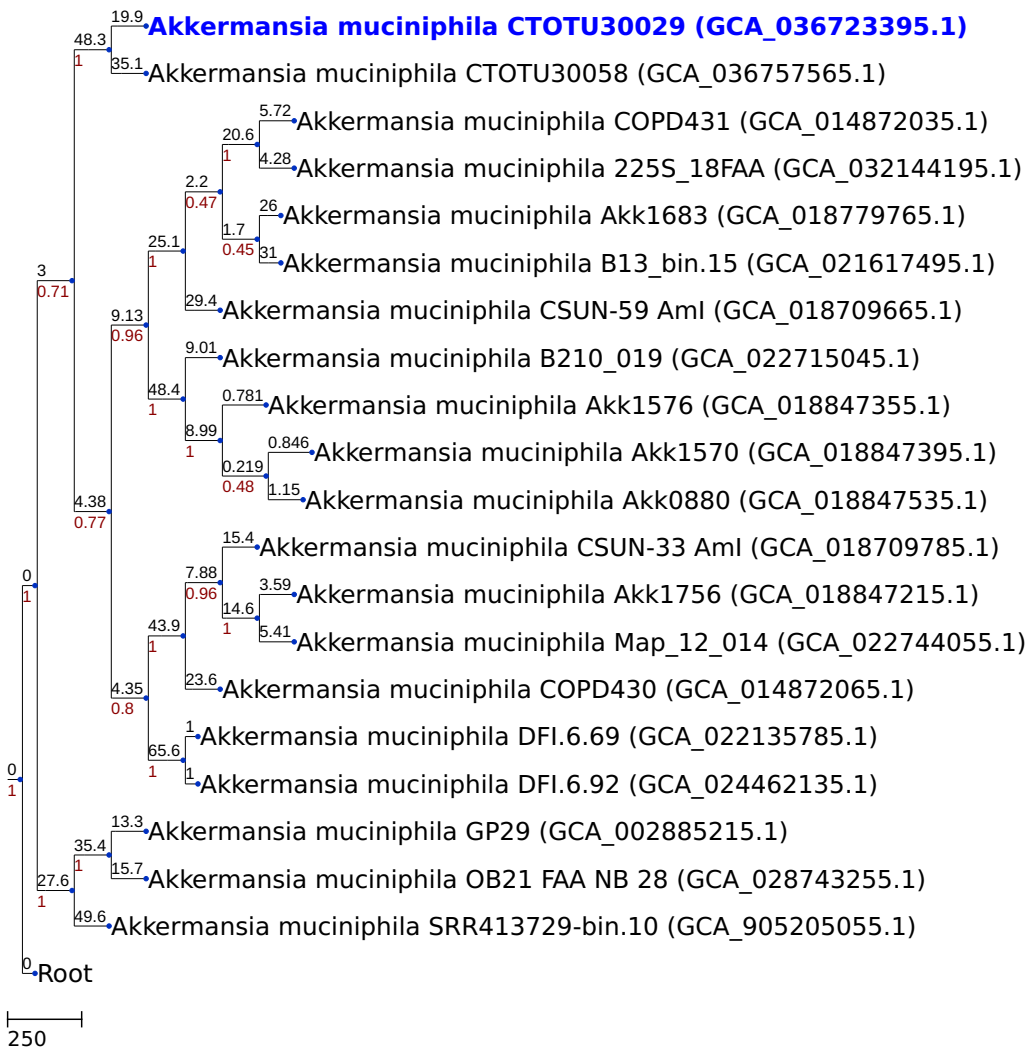 19.9
Akkermansia muciniphila CTOTU30029 (GCA_036723395.1)
48.3
1
35.1
Akkermansia muciniphila CTOTU30058 (GCA_036757565.1)
5.72
Akkermansia muciniphila COPD431 (GCA_014872035.1)
20.6
1
4.28
Akkermansia muciniphila 225S_18FAA (GCA_032144195.1)
2.2
0.47
26
Akkermansia muciniphila Akk1683 (GCA_018779765.1)
1.7
0.45
25.1
1
31
Akkermansia muciniphila B13_bin.15 (GCA_021617495.1)
3
0.71
29.4
Akkermansia muciniphila CSUN-59 AmI (GCA_018709665.1)
9.13
0.96
9.01
Akkermansia muciniphila B210_019 (GCA_022715045.1)
48.4
1
0.781
Akkermansia muciniphila Akk1576 (GCA_018847355.1)
8.99
1
0.846
Akkermansia muciniphila Akk1570 (GCA_018847395.1)
0.219
0.48
1.15
Akkermansia muciniphila Akk0880 (GCA_018847535.1)
4.38
0.77
15.4
Akkermansia muciniphila CSUN-33 AmI (GCA_018709785.1)
7.88
0.96
0
1
3.59
Akkermansia muciniphila Akk1756 (GCA_018847215.1)
14.6
1
43.9
1
5.41
Akkermansia muciniphila Map_12_014 (GCA_022744055.1)
4.35
0.8
23.6
Akkermansia muciniphila COPD430 (GCA_014872065.1)
1
Akkermansia muciniphila DFI.6.69 (GCA_022135785.1)
65.6
1
0
1
1
Akkermansia muciniphila DFI.6.92 (GCA_024462135.1)
13.3
Akkermansia muciniphila GP29 (GCA_002885215.1)
35.4
1
15.7
Akkermansia muciniphila OB21 FAA NB 28 (GCA_028743255.1)
27.6
1
49.6
Akkermansia muciniphila SRR413729-bin.10 (GCA_905205055.1)
0
Root
250